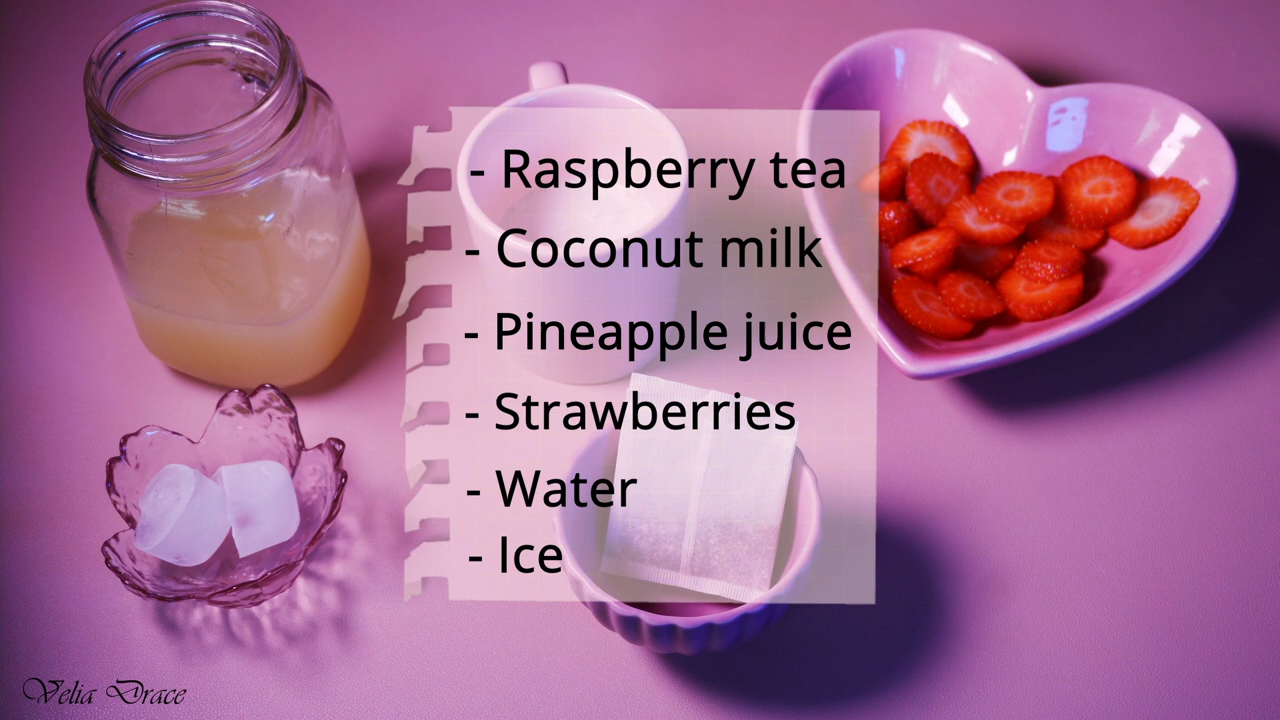 - Raspberry tea
- Coconut milk
- Pineapple juice
- Strawberries
- Water
- Ice
Velia Drace